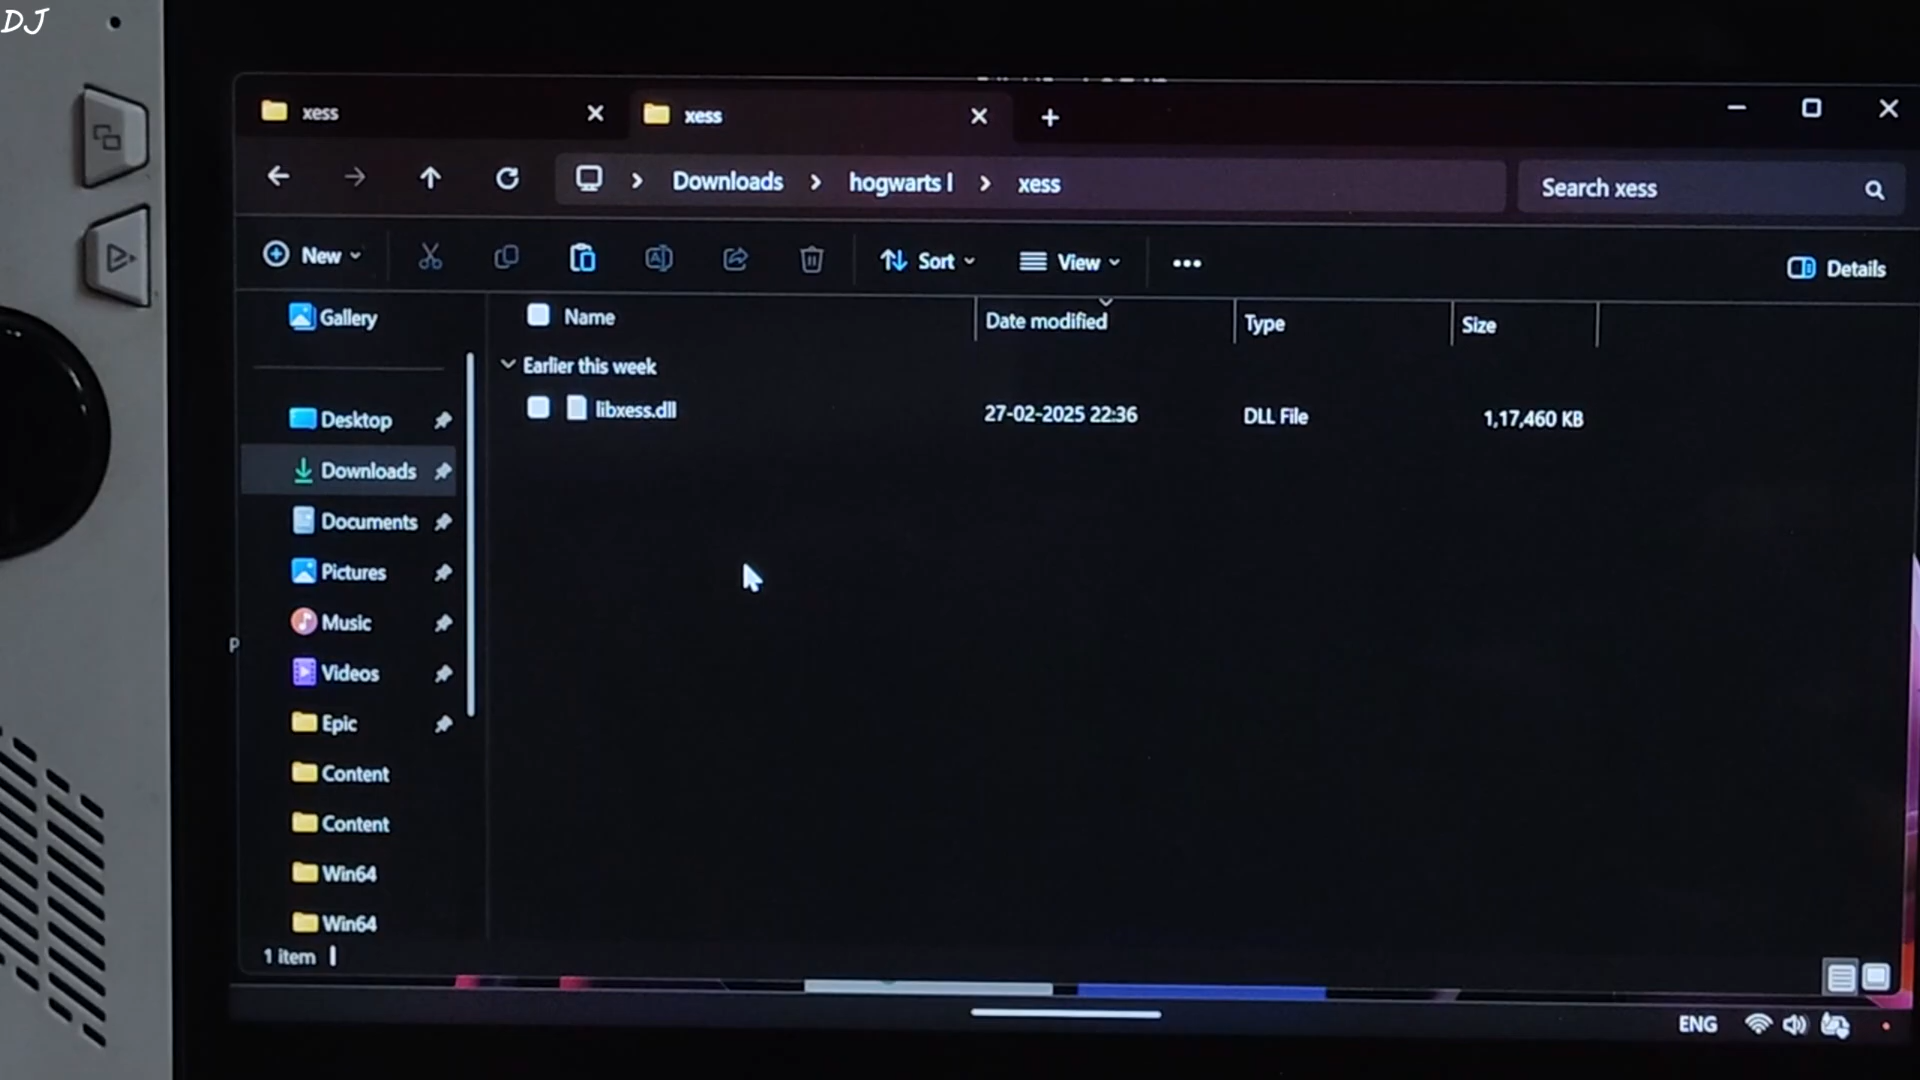 DJ
xess
xess
Downloads > hogwarts l > xess
Search xess
New
Sort
View
Details
Gallery
Name
Date modified
Type
Size
Earlier this week
libxess.dll
27-02-2025 22:36
DLL File
1,17,460 KB
Desktop
Downloads
Documents
Pictures
Music
Videos
P
Epic
Content
Content
Win64
Win64
1 item
ENG